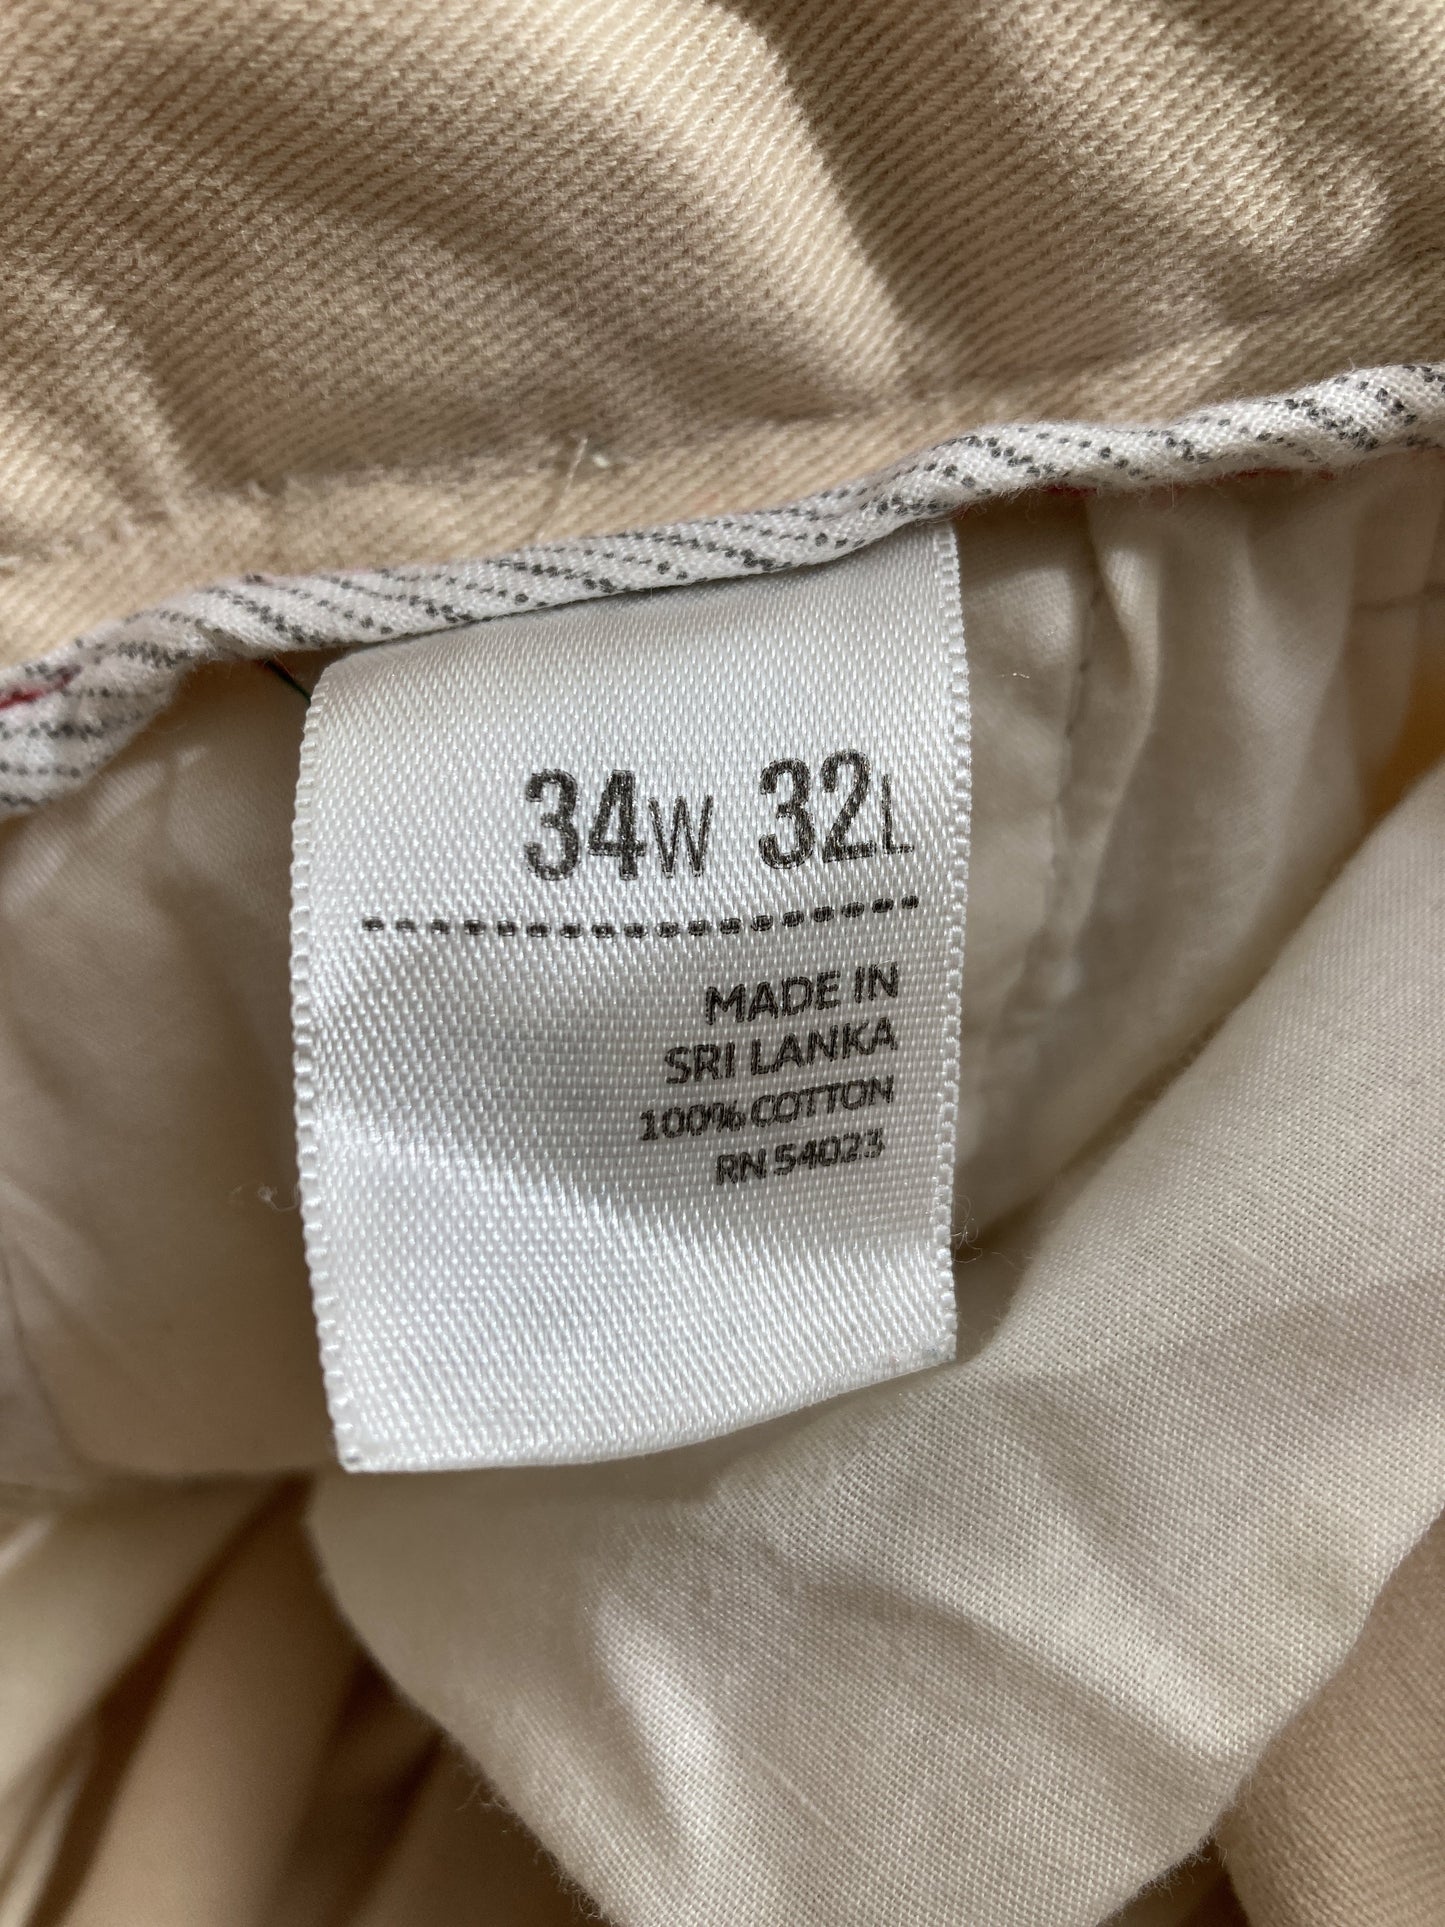 34W 32L
MADE IN
SRI LANKA
100% COTTON
RN 54023